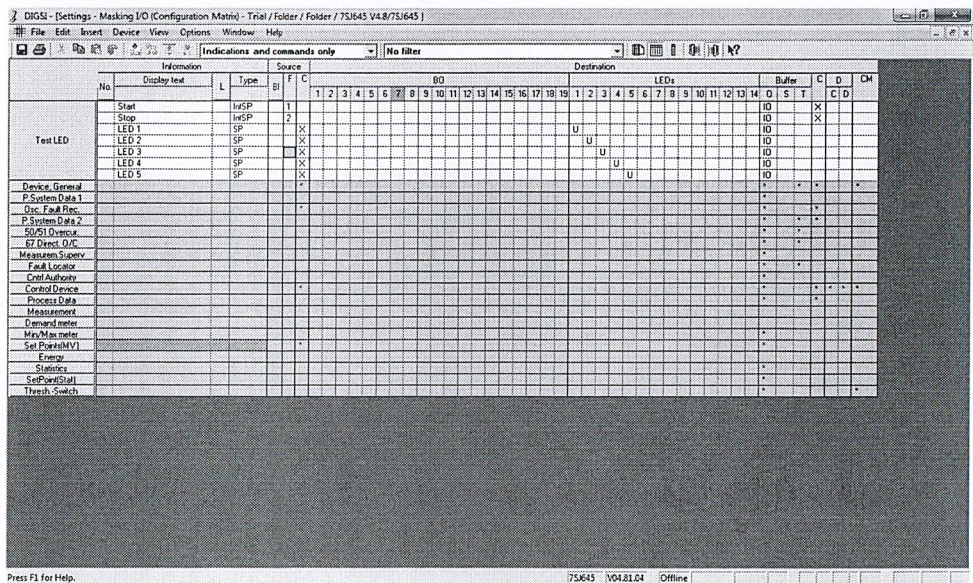 DIGSI - [Settings - Masking I/O (Configuration Matrix) - Trial / Folder / Folder / 7SJ645 V4.8/7SJ645 ]
File Edit Insert Device View Options Window Help
Indications and commands only No filter
Information Source Destination
No. Display text L Type BI F C BO LEDs Buffer C D CM
1 2 3 4 5 6 7 8 9 10 11 12 13 14 15 16 17 18 19 1 2 3 4 5 6 7 8 9 10 11 12 13 14 O S T C D
Test LED
Start IntSP 1 IO X
Stop IntSP 2 IO X
LED 1 SP X U IO
LED 2 SP X U IO
LED 3 SP X U IO
LED 4 SP X U IO
LED 5 SP X U IO
Device, General * * * * *
P.System Data 1 *
Osc. Fault Rec. * *
P.System Data 2 * * *
50/51 Overcur. * *
67 Direct. O/C * *
Measurem.Superv *
Fault Locator * *
Cntrl Authority *
Control Device * * * * * *
Process Data * *
Measurement
Demand meter
Min/Max meter *
Set Points(MV) * *
Energy
Statistics *
SetPoint(Stat) *
Thresh.-Switch * *
Press F1 for Help. 7SJ645 V04.81.04 Offline